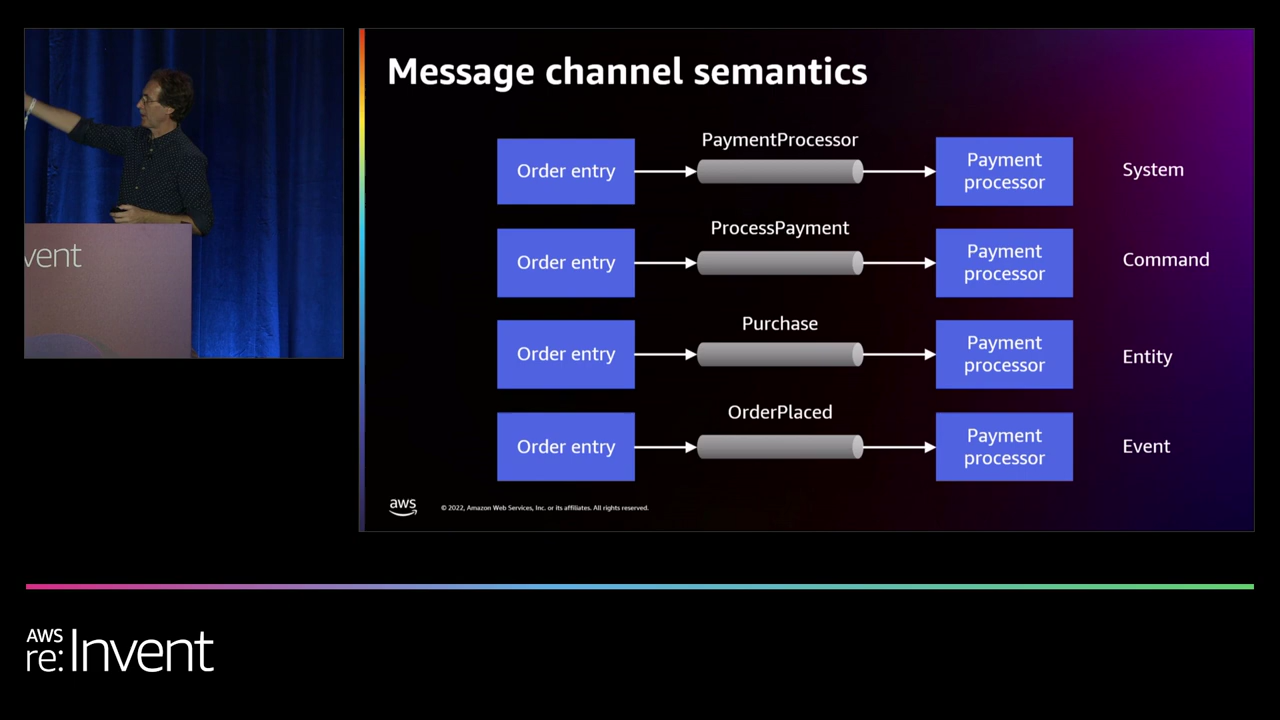 vent
Message channel semantics
PaymentProcessor
Order entry
Payment
processor
System
ProcessPayment
Order entry
Payment
processor
Command
Purchase
Order entry
Payment
processor
Entity
OrderPlaced
Order entry
Payment
processor
Event
aws
© 2022, Amazon Web Services, Inc. or its affiliates. All rights reserved.
AWS
re:Invent